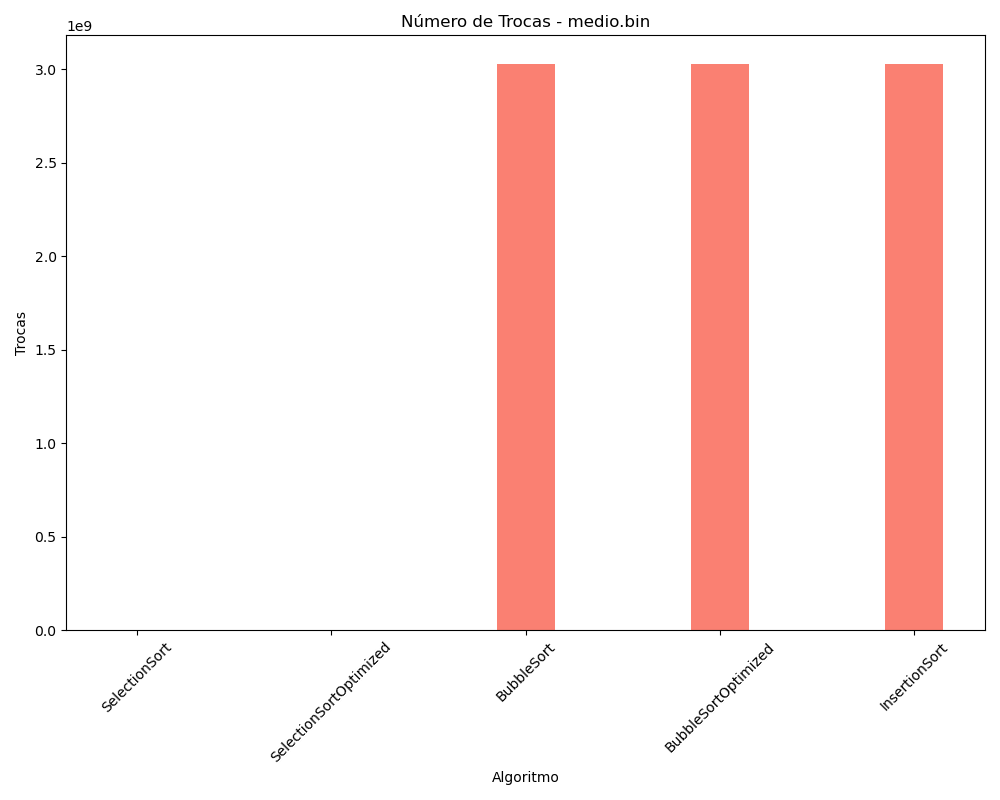 Número de Trocas - medio.bin
1e9
3.0
2.5
2.0
1.5
1.0
0.5
0.0
Trocas
SelectionSort
SelectionSortOptimized
BubbleSort
BubbleSortOptimized
InsertionSort
Algoritmo